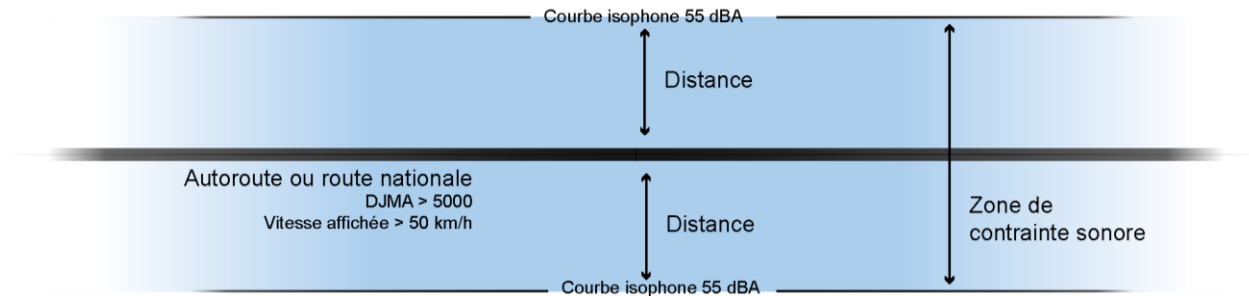 Courbe isophone 55 dBA
Distance
Autoroute ou route nationale
DJMA > 5000
Vitesse affichée > 50 km/h
Distance
Zone de
contrainte sonore
Courbe isophone 55 dBA